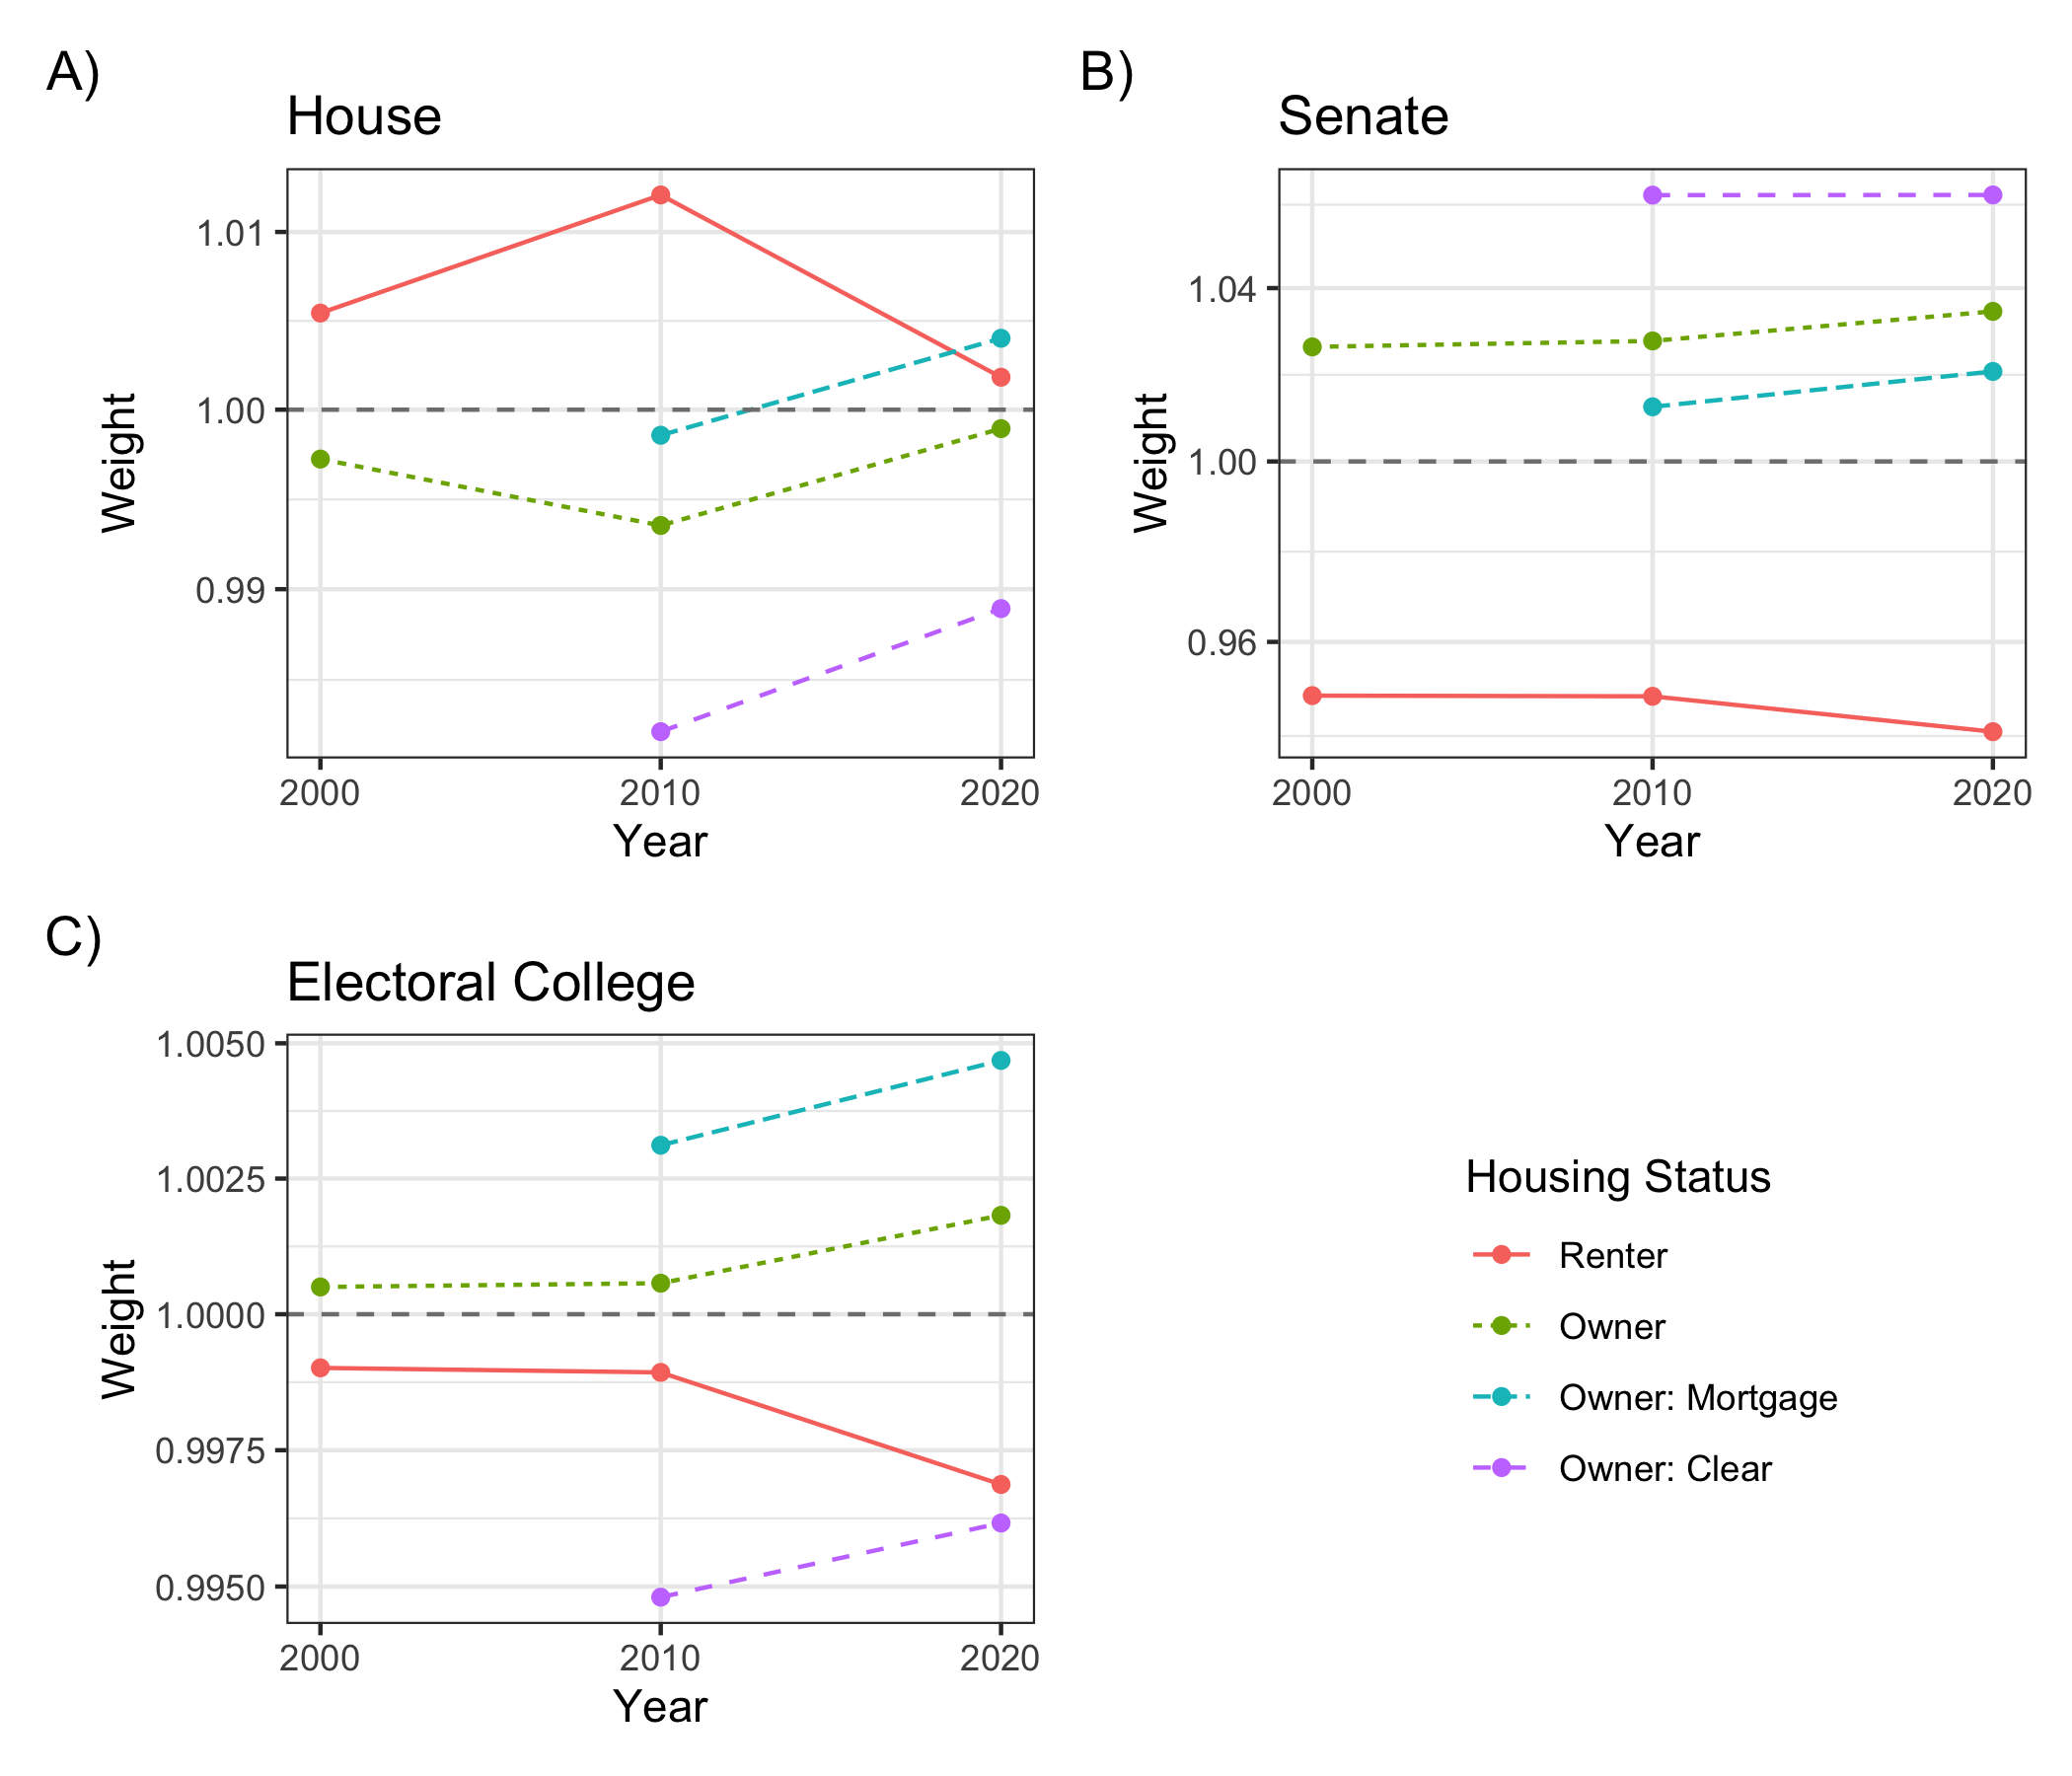 A)
House
1.01
1.00
0.99
Weight
2000 2010 2020
Year
B)
Senate
1.04
1.00
0.96
Weight
2000 2010 2020
Year
C)
Electoral College
1.0050
1.0025
1.0000
0.9975
0.9950
Weight
2000 2010 2020
Year
Housing Status
Renter
Owner
Owner: Mortgage
Owner: Clear